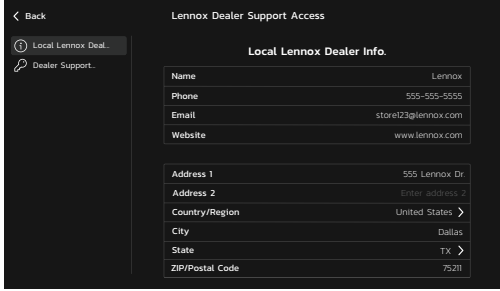 Back
Lennox Dealer Support Access
Local Lennox Deal...
Dealer Support...
Local Lennox Dealer Info.
Name Lennox
Phone 555-555-5555
Email store123@lennox.com
Website www.lennox.com
Address 1 555 Lennox Dr.
Address 2 Enter address 2
Country/Region United States
City Dallas
State TX
ZIP/Postal Code 75211